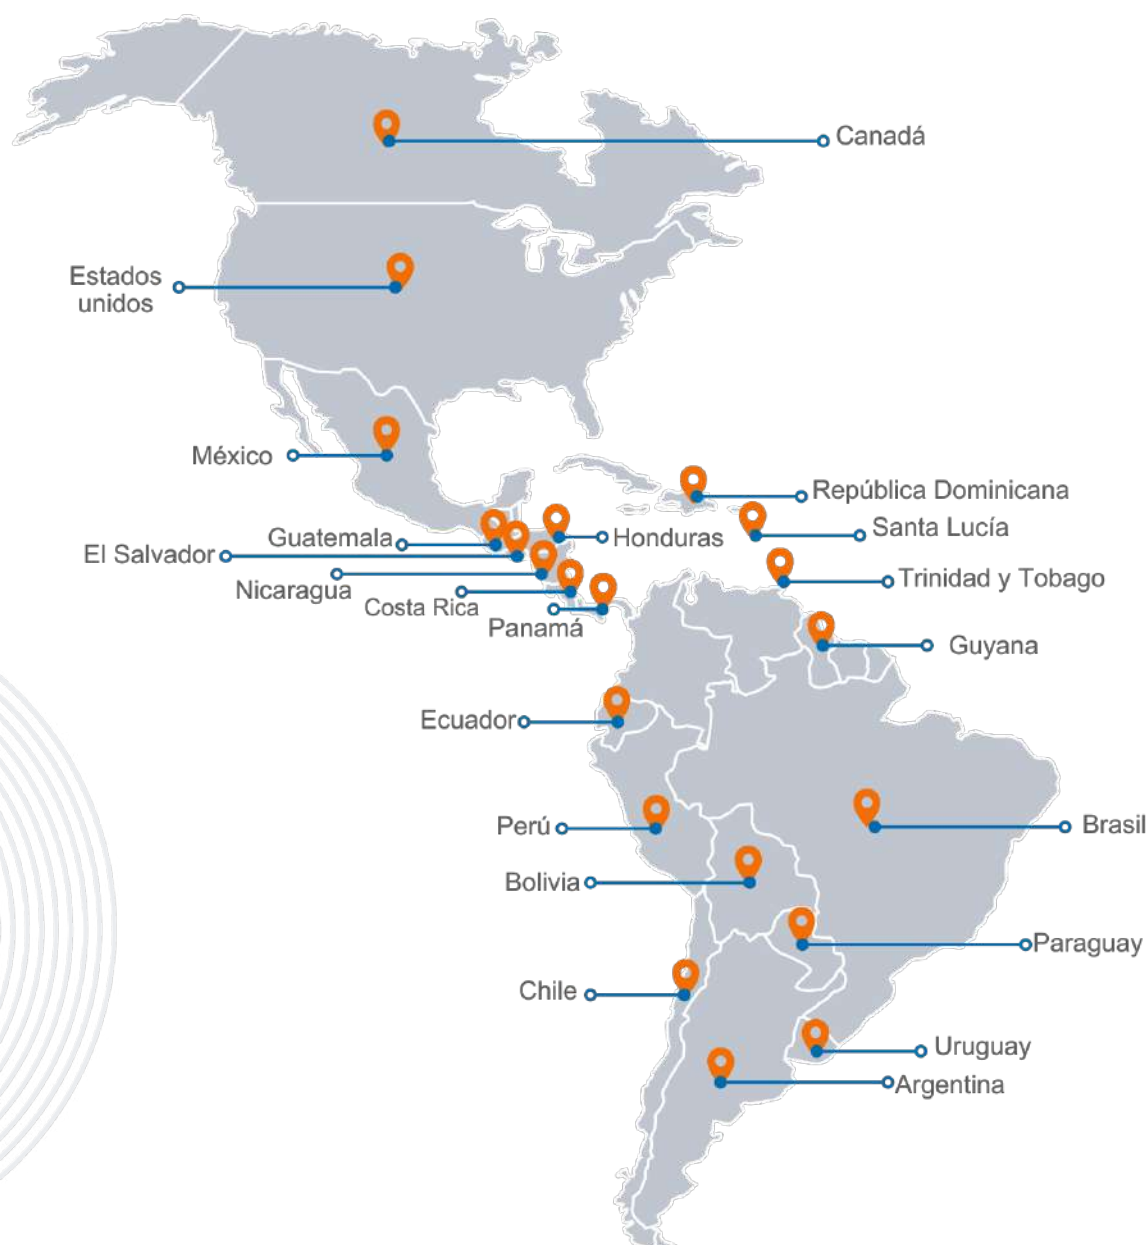 Canadá
Estados
unidos
México
República Dominicana
Santa Lucía
Guatemala
Honduras
El Salvador
Trinidad y Tobago
Nicaragua
Costa Rica
Panamá
Guyana
Ecuador
Perú
Brasil
Bolivia
Paraguay
Chile
Uruguay
Argentina